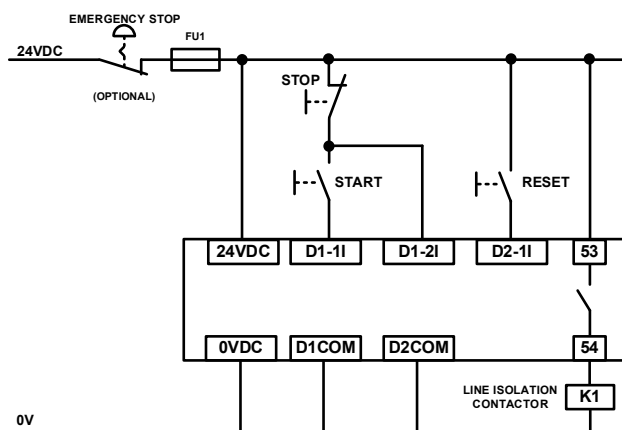 EMERGENCY STOP
24VDC
FU1
(OPTIONAL)
STOP
START
RESET
24VDC
D1-1I
D1-2I
D2-1I
53
0VDC
D1COM
D2COM
54
LINE ISOLATION
CONTACTOR
K1
0V